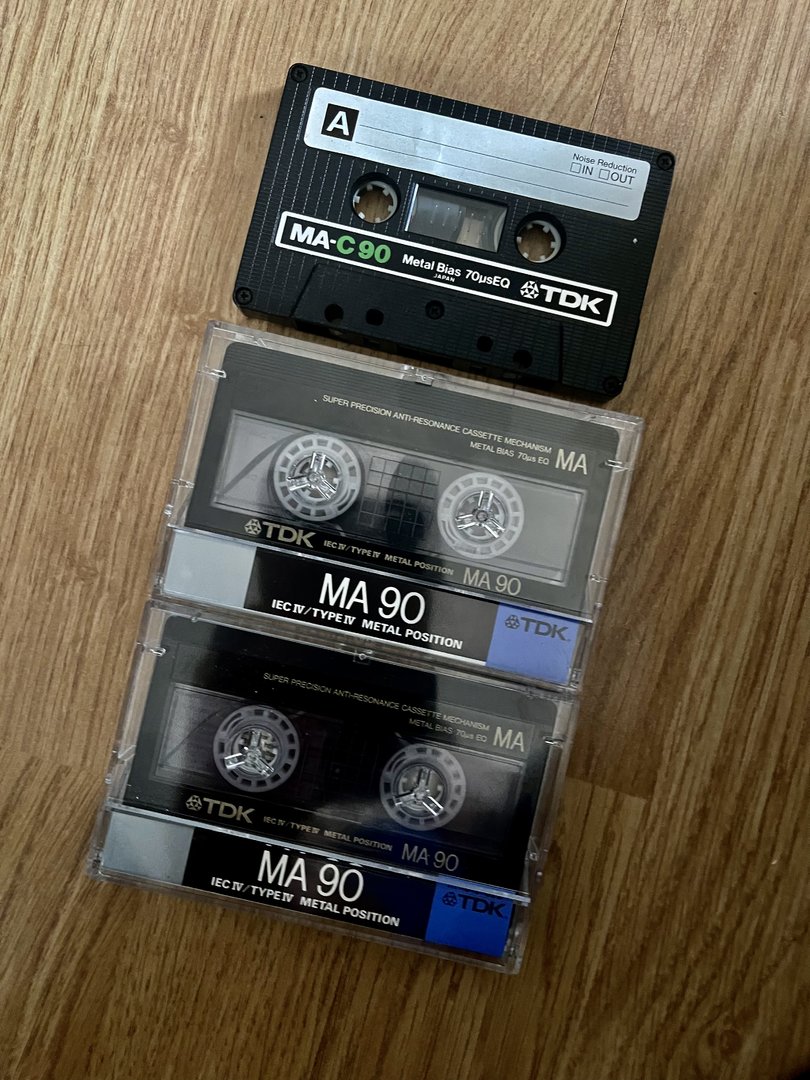 A
Noise Reduction
□IN □OUT
MA-C 90 Metal Bias 70µsEQ TDK
JAPAN
SUPER PRECISION ANTI-RESONANCE CASSETTE MECHANISM
METAL BIAS 70µs EQ MA
TDK IEC IV/TYPE IV METAL POSITION MA 90
MA 90
IEC IV/TYPE IV METAL POSITION
TDK
SUPER PRECISION ANTI-RESONANCE CASSETTE MECHANISM
METAL BIAS 70µs EQ MA
TDK IEC IV/TYPE IV METAL POSITION MA 90
MA 90
IEC IV/TYPE IV METAL POSITION
TDK